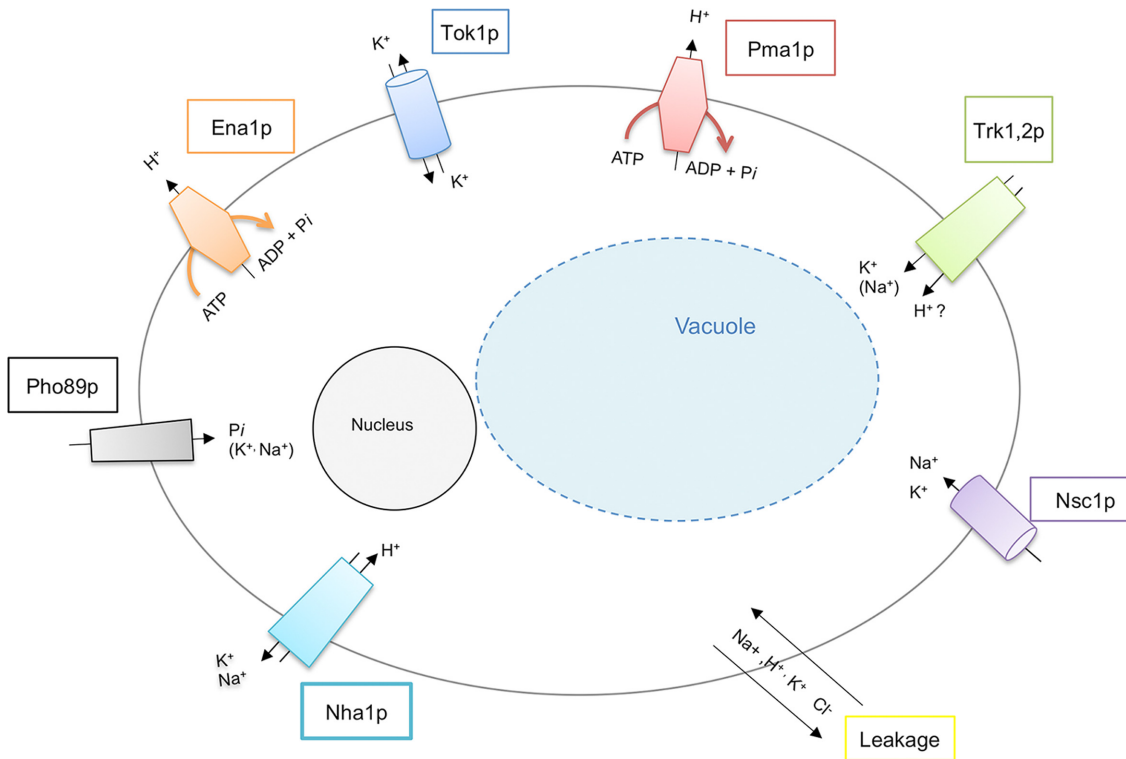 H⁺
Tok1p
K⁺
Pma1p
Ena1p
Trk1,2p
H⁺
ATP
ADP + Pi
K⁺
ADP + Pi
ATP
K⁺
(Na⁺)
H⁺ ?
Vacuole
Pho89p
Pi
(K⁺· Na⁺)
Nucleus
Na⁺
K⁺
Nsc1p
H⁺
K⁺
Na⁺
Nha1p
Na+ ,H⁺· K⁺ Cl⁻
Leakage